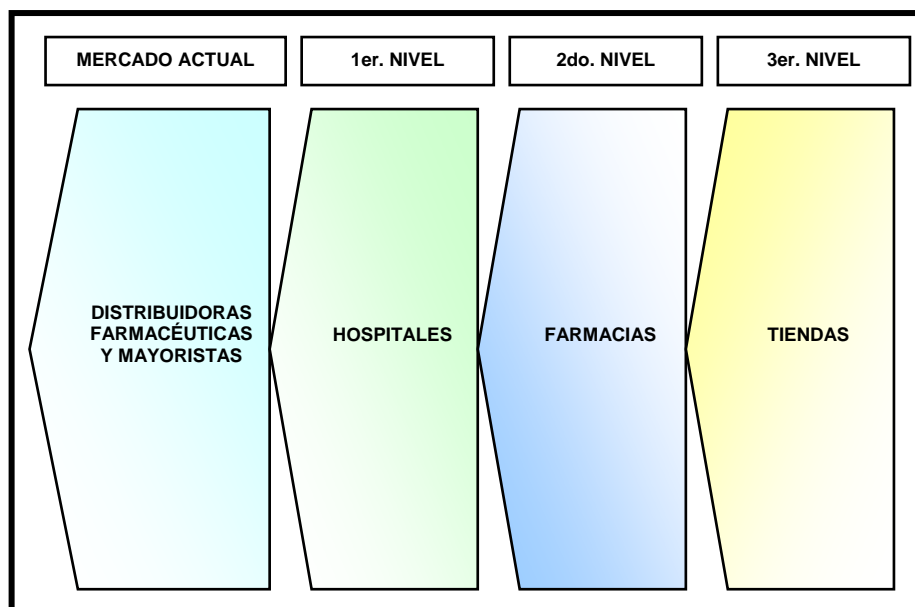 MERCADO ACTUAL
1er. NIVEL
2do. NIVEL
3er. NIVEL
DISTRIBUIDORAS
FARMACÉUTICAS
Y MAYORISTAS
HOSPITALES
FARMACIAS
TIENDAS